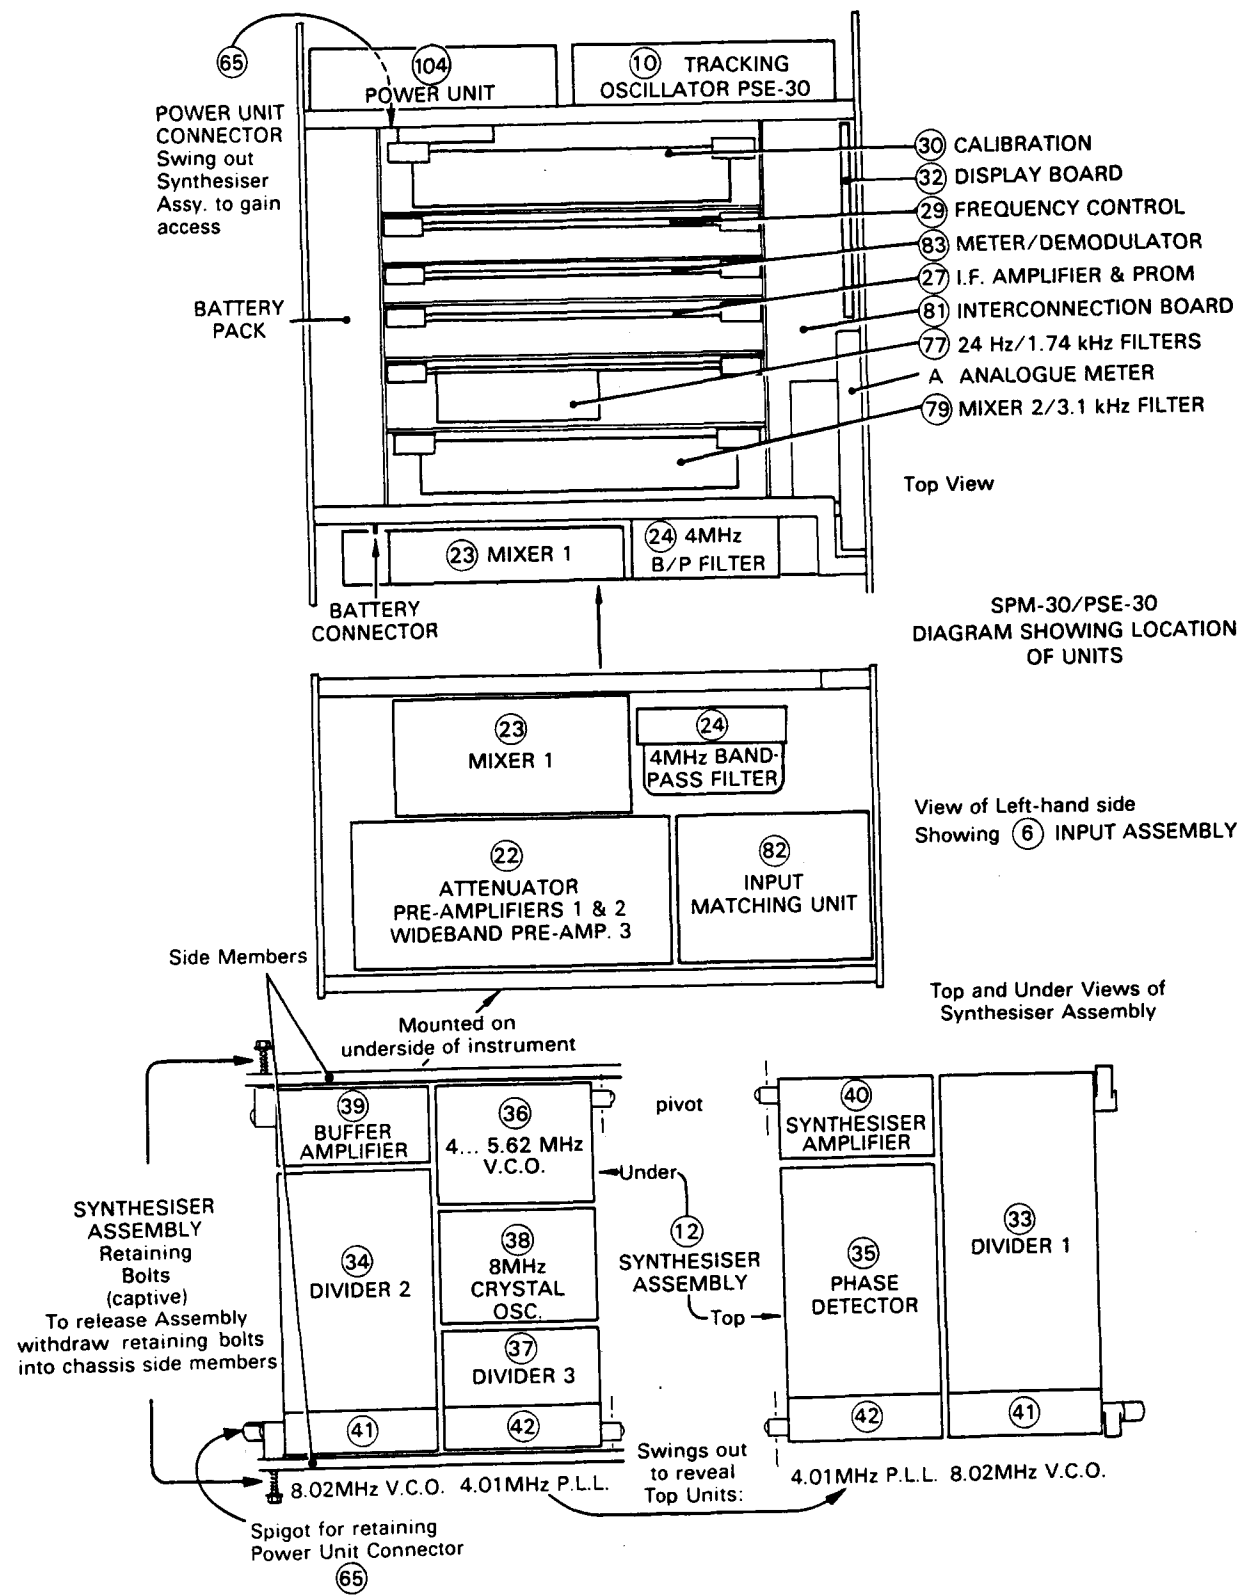 65
104
POWER UNIT
10 TRACKING
OSCILLATOR PSE-30
POWER UNIT
CONNECTOR
Swing out
Synthesiser
Assy. to gain
access
30 CALIBRATION
32 DISPLAY BOARD
29 FREQUENCY CONTROL
83 METER/DEMODULATOR
27 I.F. AMPLIFIER & PROM
81 INTERCONNECTION BOARD
77 24 Hz/1.74 kHz FILTERS
A ANALOGUE METER
79 MIXER 2/3.1 kHz FILTER
BATTERY
PACK
Top View
23 MIXER 1
24 4MHz
B/P FILTER
BATTERY
CONNECTOR
SPM-30/PSE-30
DIAGRAM SHOWING LOCATION
OF UNITS
23
MIXER 1
24
4MHz BAND-
PASS FILTER
View of Left-hand side
Showing 6 INPUT ASSEMBLY
22
ATTENUATOR
PRE-AMPLIFIERS 1 & 2
WIDEBAND PRE-AMP. 3
82
INPUT
MATCHING UNIT
Side Members
Mounted on
underside of instrument
Top and Under Views of
Synthesiser Assembly
39
BUFFER
AMPLIFIER
36
4... 5.62 MHz
V.C.O.
pivot
40
SYNTHESISER
AMPLIFIER
Under
SYNTHESISER
ASSEMBLY
Retaining
Bolts
(captive)
To release Assembly
withdraw retaining bolts
into chassis side members
34
DIVIDER 2
38
8MHz
CRYSTAL
OSC.
12
SYNTHESISER
ASSEMBLY
Top
35
PHASE
DETECTOR
33
DIVIDER 1
37
DIVIDER 3
41
42
42
41
8.02MHz V.C.O.
4.01MHz P.L.L.
Swings out
to reveal
Top Units:
4.01MHz P.L.L.
8.02MHz V.C.O.
Spigot for retaining
Power Unit Connector
65